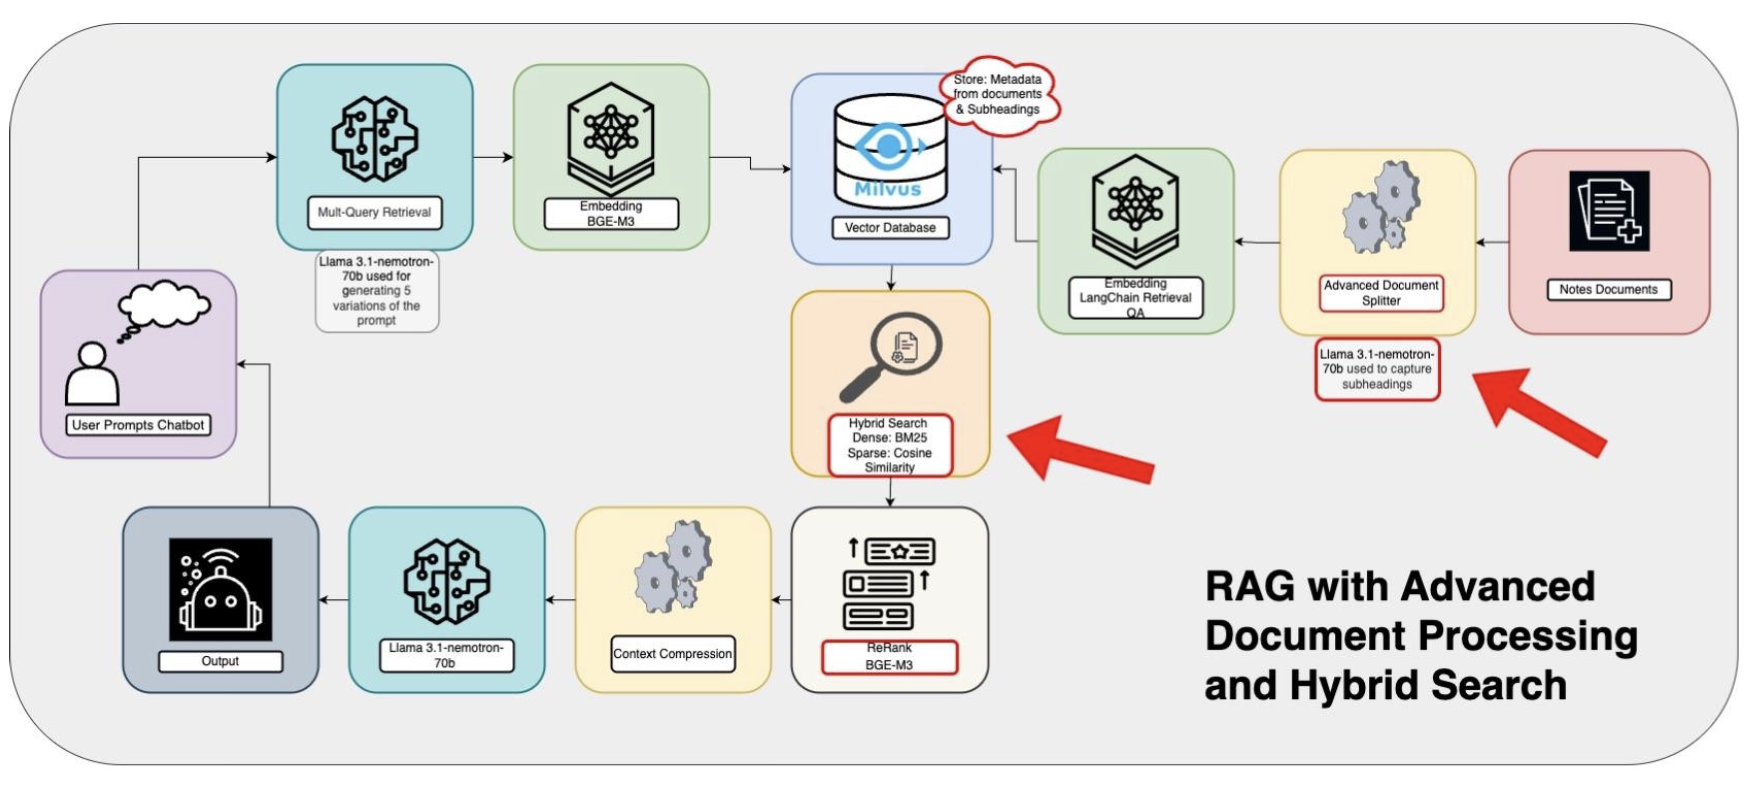 Store: Metadata
from documents
& Subheadings
Milvus
Vector Database
Mult-Query Retrieval
Llama 3.1-nemotron-
70b used for
generating 5
variations of the
prompt
Embedding
BGE-M3
Embedding
LangChain Retrieval
QA
Advanced Document
Splitter
Llama 3.1-nemotron-
70b used to capture
subheadings
Notes Documents
User Prompts Chatbot
Hybrid Search
Dense: BM25
Sparse: Cosine
Similarity
Output
Llama 3.1-nemotron-
70b
Context Compression
ReRank
BGE-M3
RAG with Advanced
Document Processing
and Hybrid Search